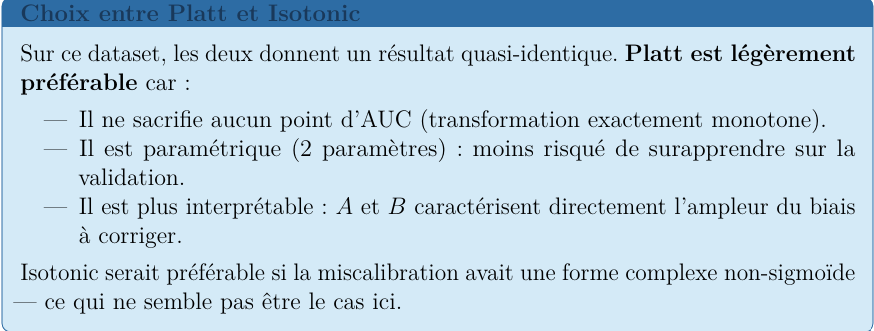 Choix entre Platt et Isotonic
Sur ce dataset, les deux donnent un résultat quasi-identique. Platt est légèrement
préférable car :
— Il ne sacrifie aucun point d'AUC (transformation exactement monotone).
— Il est paramétrique (2 paramètres) : moins risqué de surapprendre sur la
validation.
— Il est plus interprétable : A et B caractérisent directement l'ampleur du biais
à corriger.
Isotonic serait préférable si la miscalibration avait une forme complexe non-sigmoïde
— ce qui ne semble pas être le cas ici.